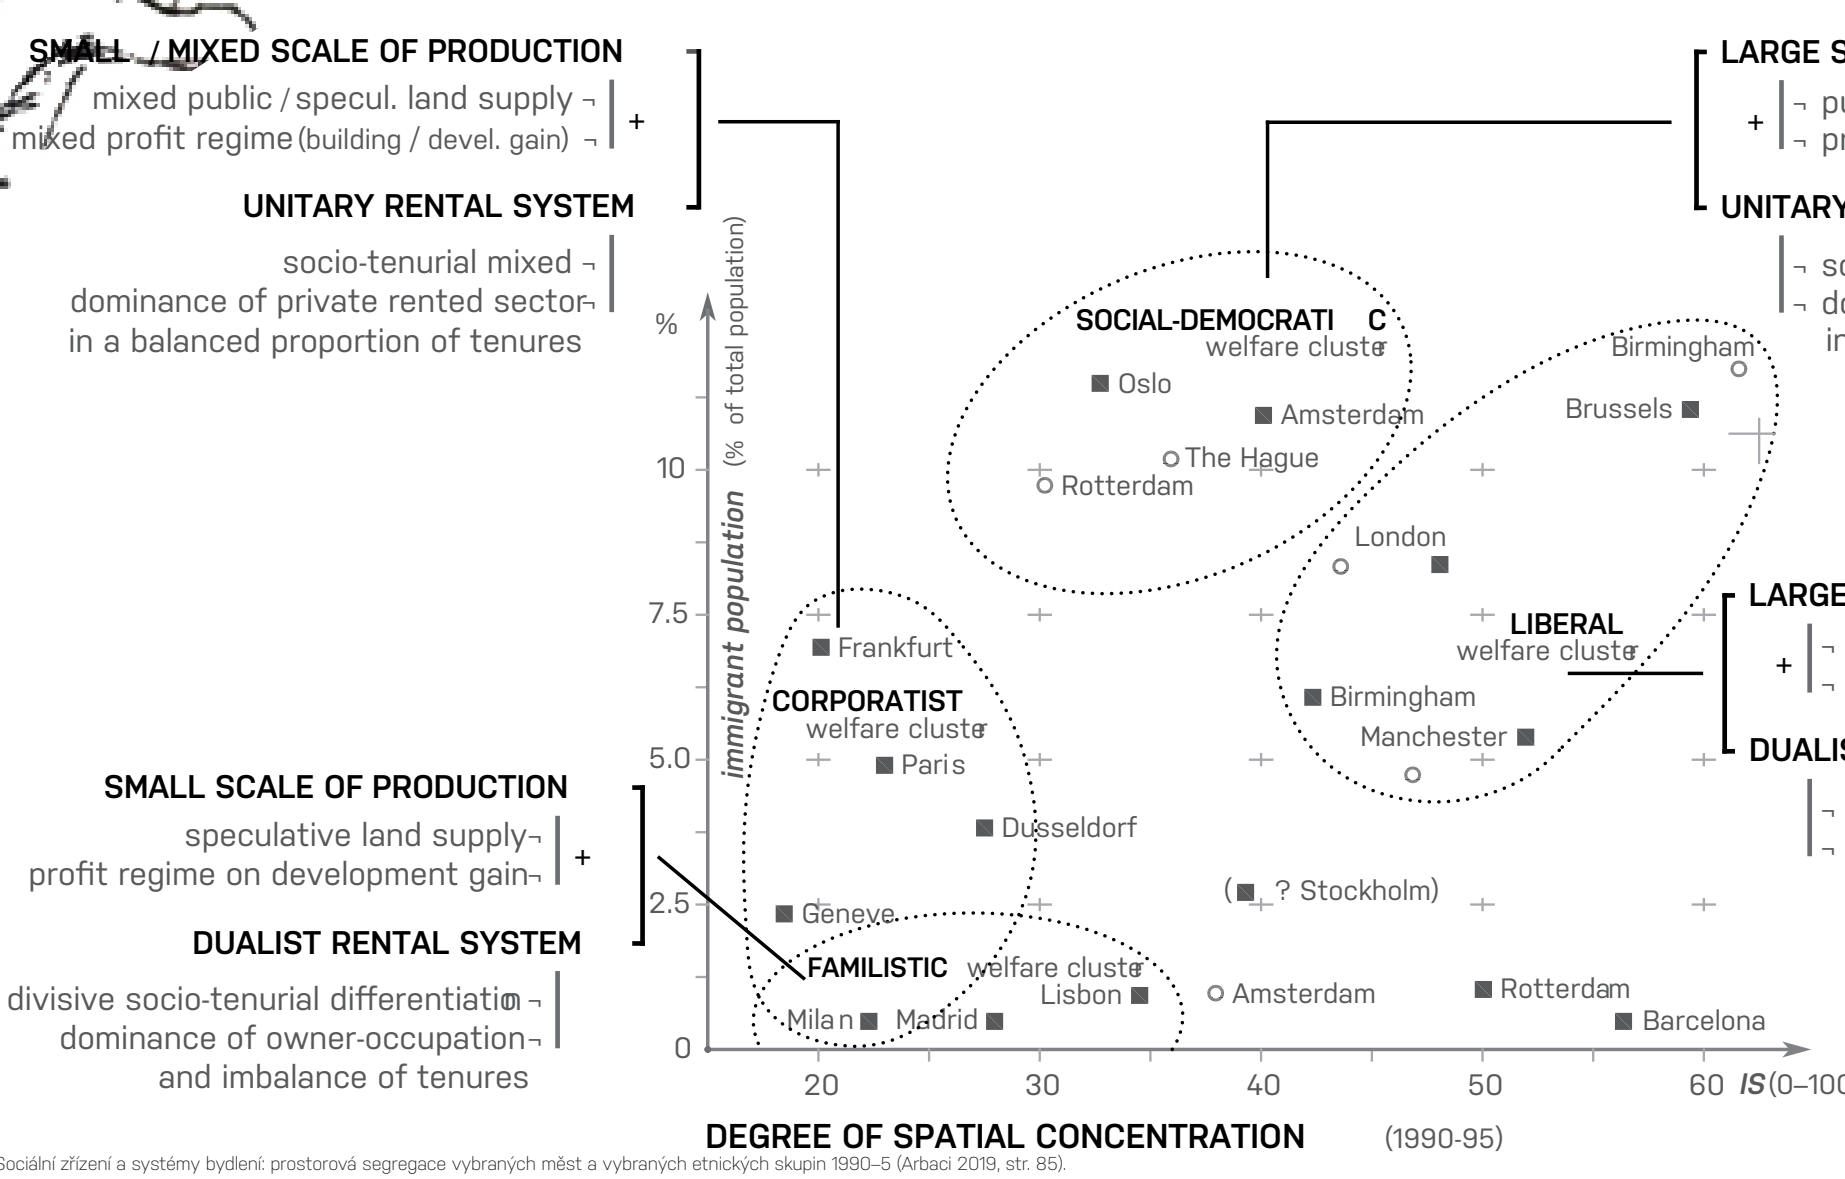 SMALL / MIXED SCALE OF PRODUCTION
mixed public / specul. land supply ¬
mixed profit regime (building / devel. gain) ¬
+
UNITARY RENTAL SYSTEM
socio-tenurial mixed ¬
dominance of private rented sector¬
in a balanced proportion of tenures
LARGE S
+
¬ pu
¬ pr
UNITARY
¬ so
¬ do
in
%
immigrant population (% of total population)
SOCIAL-DEMOCRATI C
welfare cluster
Oslo
Amsterdam
The Hague
Rotterdam
Birmingham
Brussels
10
London
LARGE
7.5
LIBERAL
welfare cluster
+
¬
¬
Frankfurt
CORPORATIST
welfare cluster
Birmingham
Manchester
DUALIS
¬
¬
5.0
Paris
SMALL SCALE OF PRODUCTION
speculative land supply¬
profit regime on development gain¬
+
Dusseldorf
( ? Stockholm)
2.5
Geneve
DUALIST RENTAL SYSTEM
divisive socio-tenurial differentiation ¬
dominance of owner-occupation¬
and imbalance of tenures
FAMILISTIC welfare cluster
Lisbon
Amsterdam
Rotterdam
Milan
Madrid
Barcelona
0
20 30 40 50 60 IS (0–100
DEGREE OF SPATIAL CONCENTRATION (1990-95)
Sociální zřízení a systémy bydlení: prostorová segregace vybraných měst a vybraných etnických skupin 1990–5 (Arbaci 2019, str. 85).